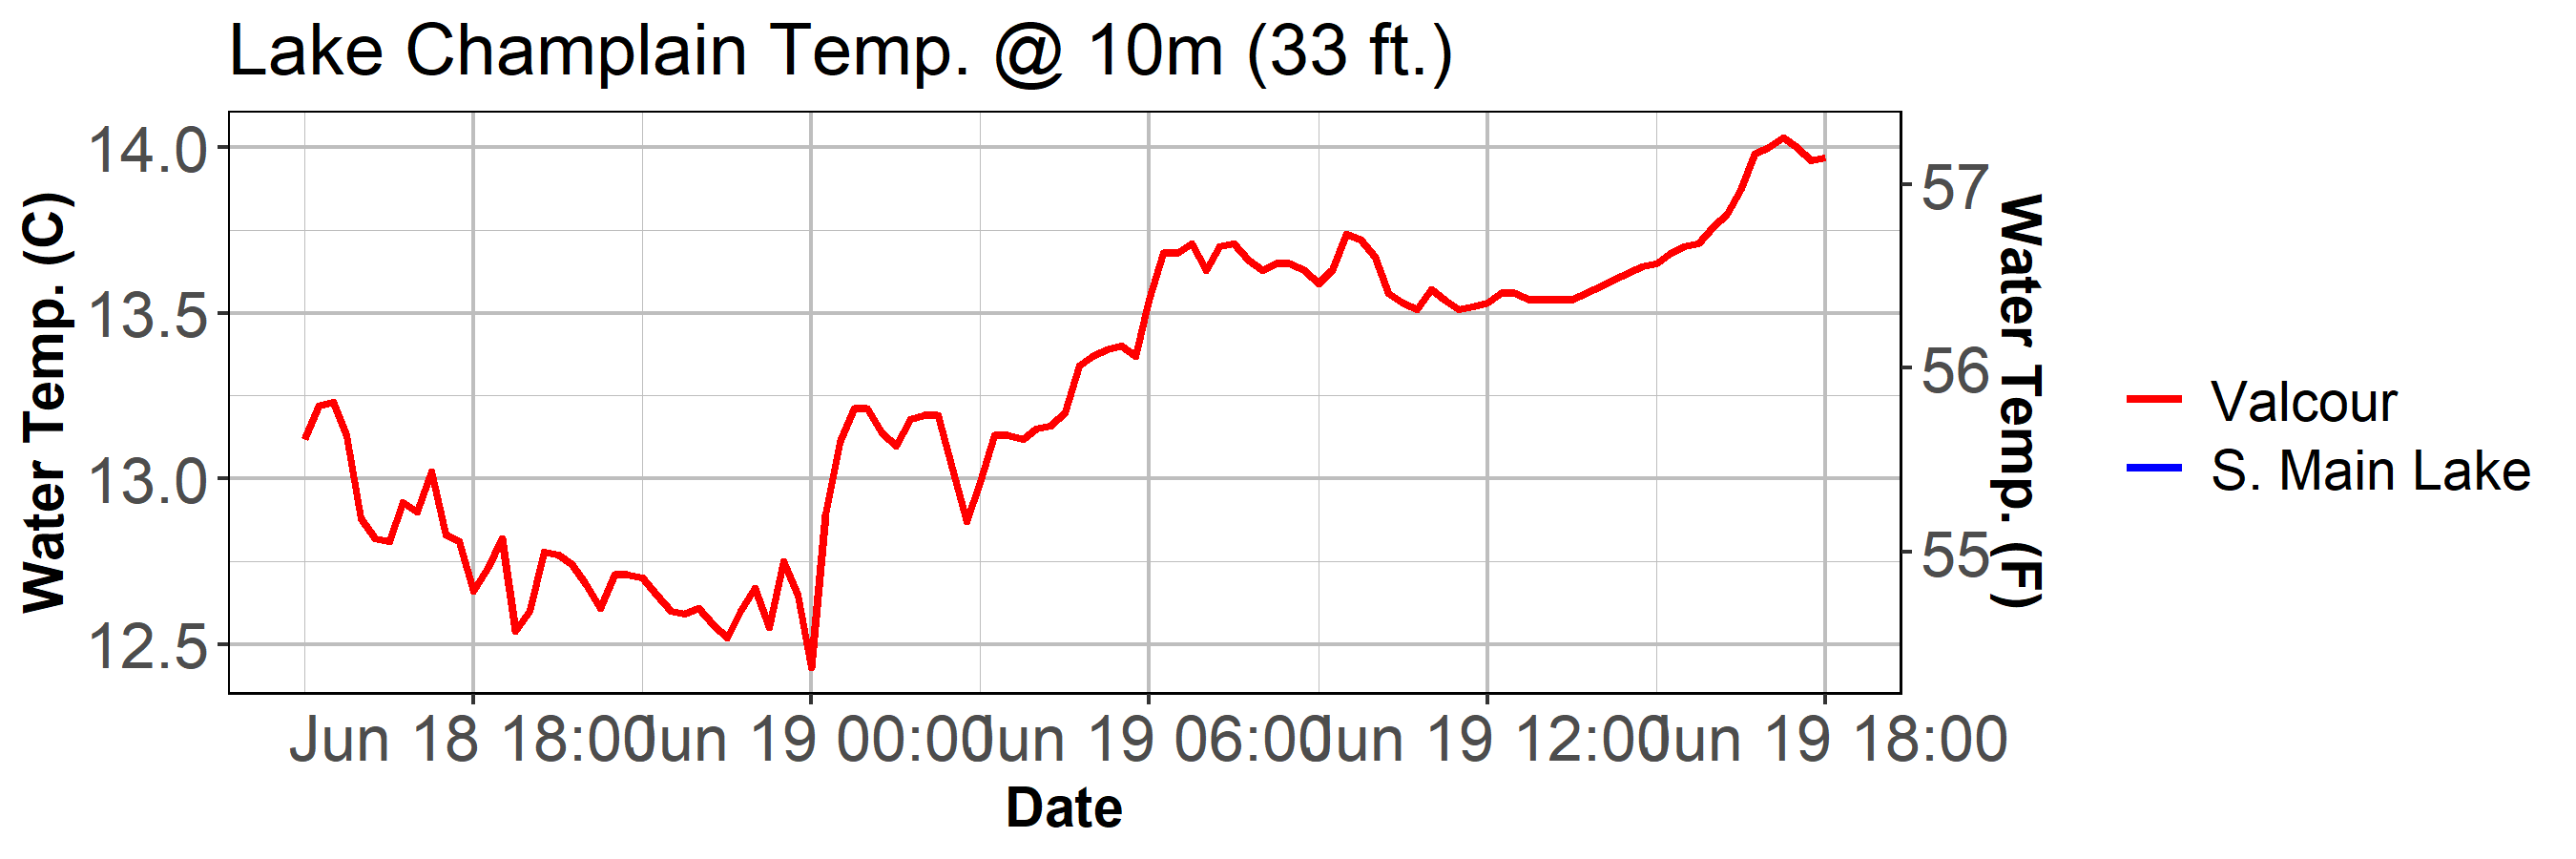 Lake Champlain Temp. @ 10m (33 ft.)
Water Temp. (C)
14.0
13.5
13.0
12.5
57
56
55
Water Temp. (F)
Jun 18 18:00
Jun 19 00:00
Jun 19 06:00
Jun 19 12:00
Jun 19 18:00
Date
Valcour
S. Main Lake